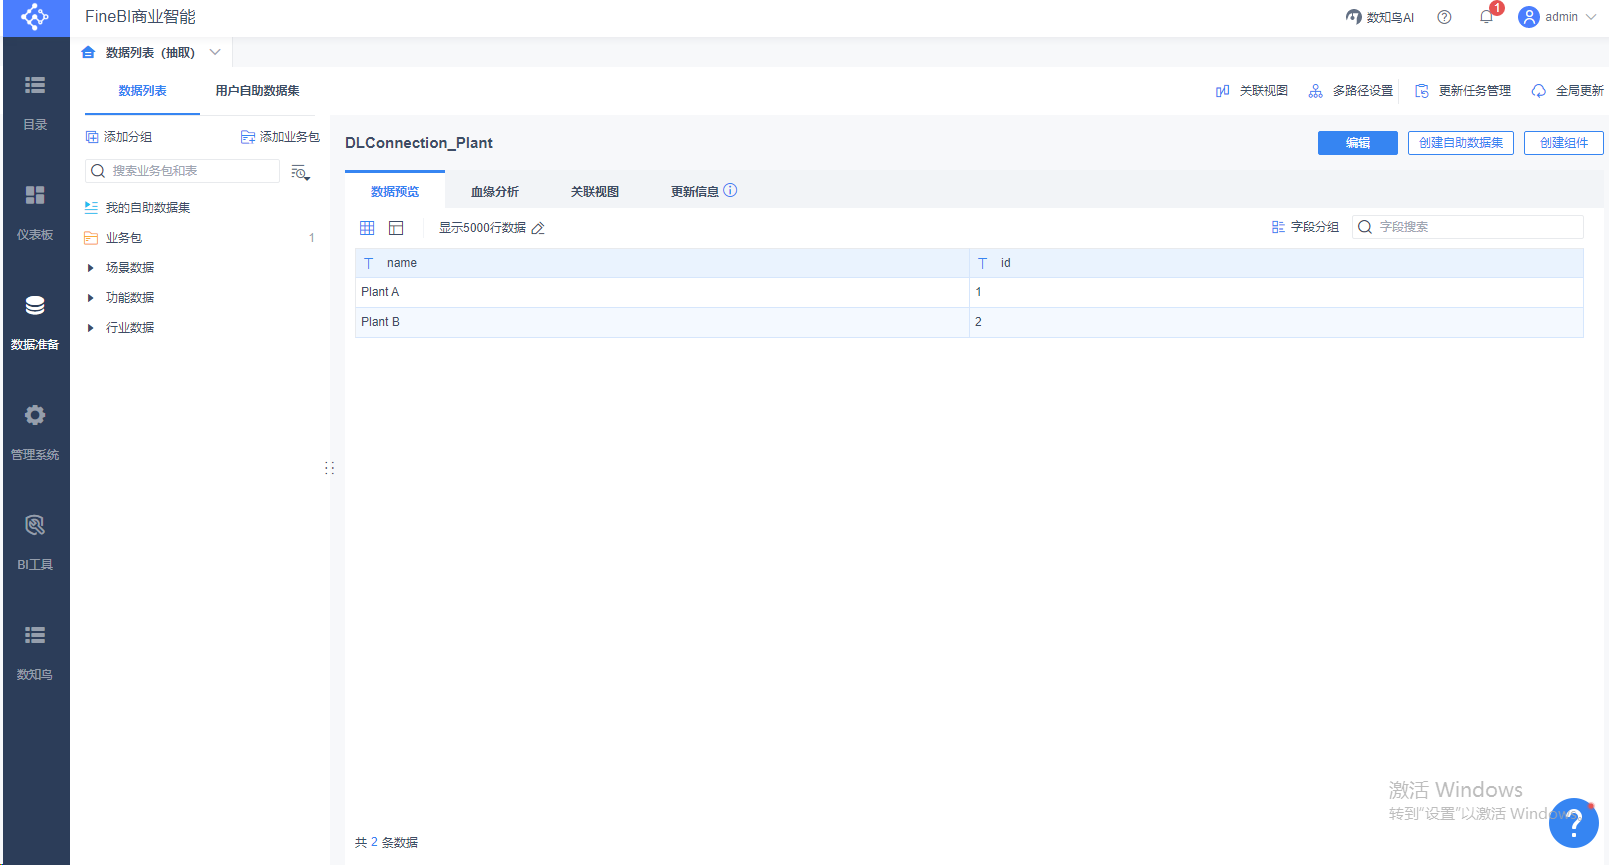 FineBI商业智能
数知鸟AI
1
admin
数据列表（抽取）
数据列表
用户自助数据集
关联视图
多路径设置
更新任务管理
全局更新
目录
仪表板
数据准备
管理系统
BI工具
数知鸟
添加分组
添加业务包
搜索业务包和表
我的自助数据集
业务包
1
场景数据
功能数据
行业数据
DLConnection_Plant
编辑
创建自助数据集
创建组件
数据预览
血缘分析
关联视图
更新信息
显示5000行数据
字段分组
字段搜索
name
id
Plant A
1
Plant B
2
共 2 条数据
激活 Windows
转到"设置"以激活 Windows。